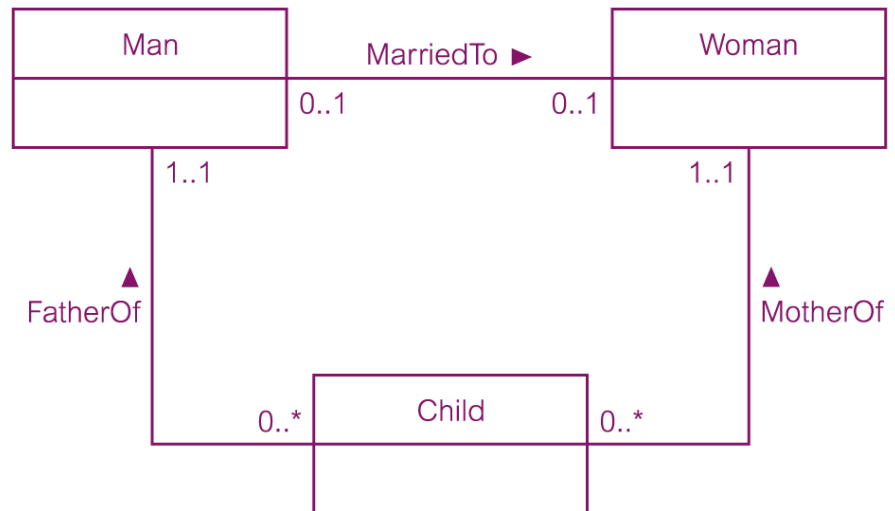 Man
MarriedTo ►
Woman
0..1
0..1
1..1
1..1
▲
FatherOf
▲
MotherOf
0..*
Child
0..*